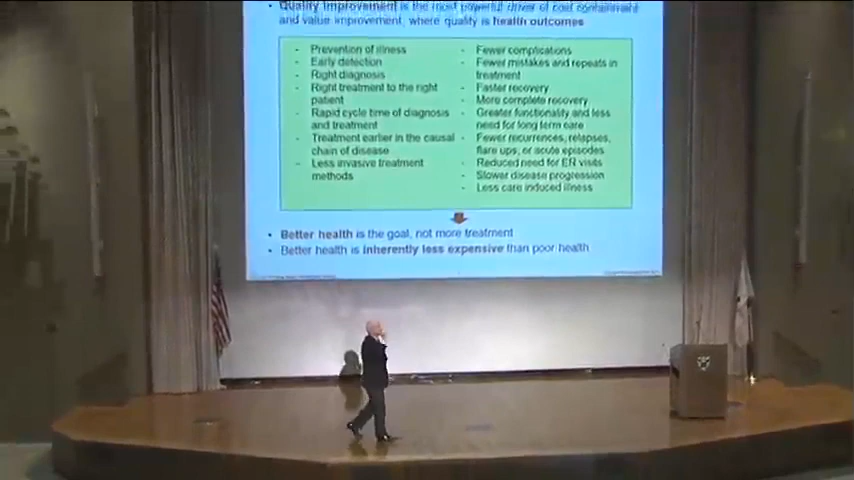 • Quality Improvement is the most powerful driver of cost containment
and value improvement, where quality is health outcomes
- Prevention of illness
- Early detection
- Right diagnosis
- Right treatment to the right
patient
- Rapid cycle time of diagnosis
and treatment
- Treatment earlier in the causal
chain of disease
- Less invasive treatment
methods
- Fewer complications
- Fewer mistakes and repeats in
treatment
- Faster recovery
- More complete recovery
- Greater functionality and less
need for long term care
- Fewer recurrences, relapses,
flare ups, or acute episodes
- Reduced need for ER visits
- Slower disease progression
- Less care induced illness
• Better health is the goal, not more treatment
• Better health is inherently less expensive than poor health